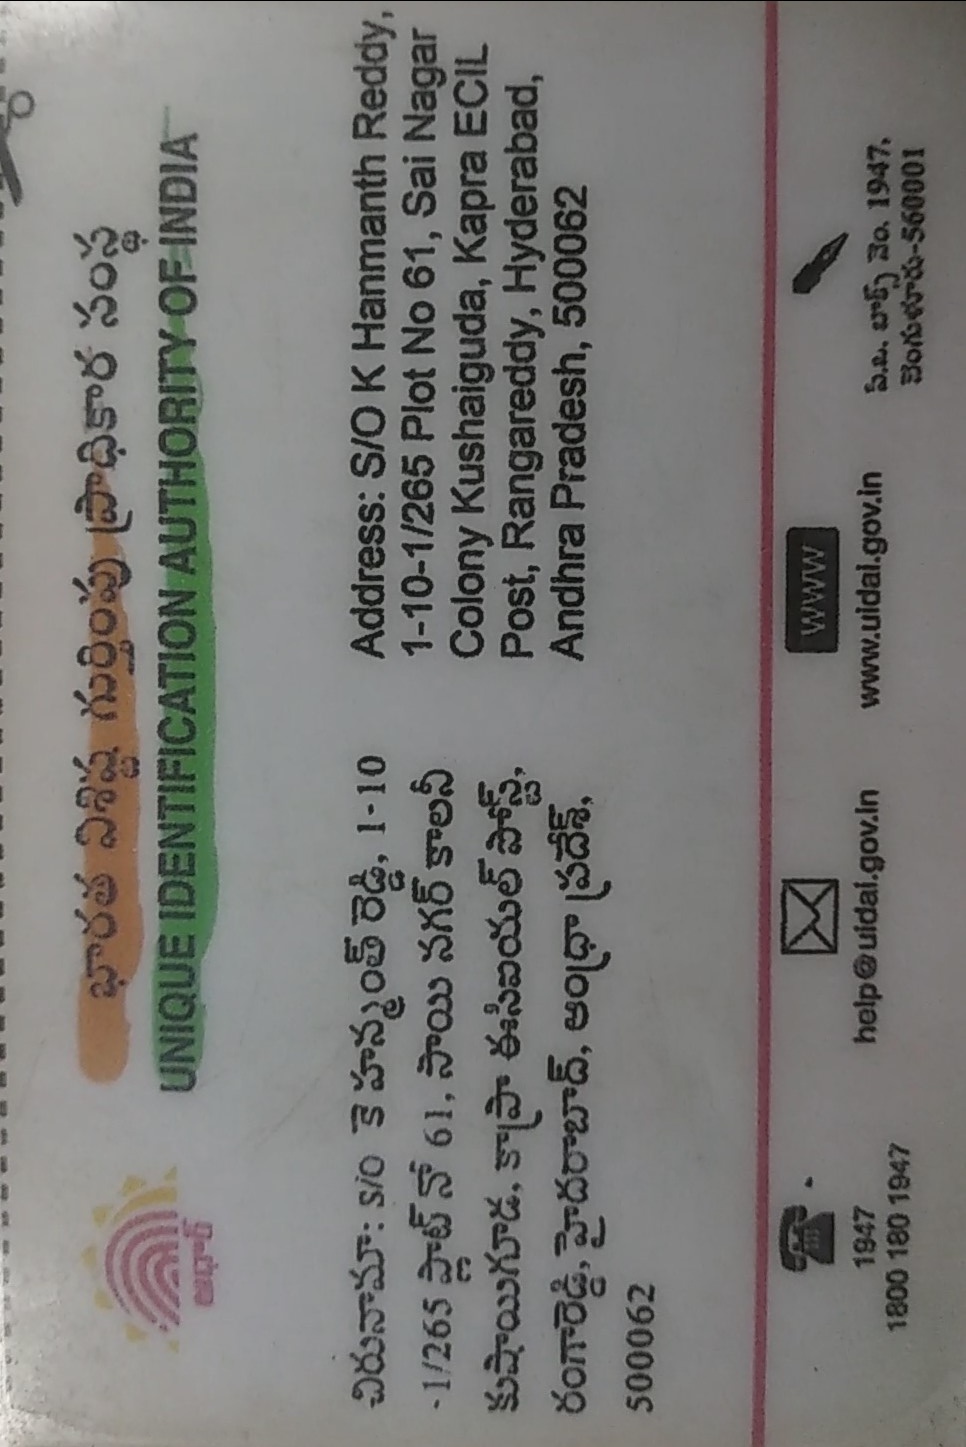 భారత విశిష్ట గుర్తింపు ప్రాధికార సంస్థ
UNIQUE IDENTIFICATION AUTHORITY OF INDIA
ఆధార్
చిరునామా: S/O కె హన్మంత్ రెడ్డి, 1-10
-1/265 ప్లాట్ నో 61, సాయి నగర్ కాలనీ
కుషాయిగూడ, కాప్రా ఈసిఐయల్ పోస్ట్,
రంగారెడ్డి, హైదరాబాద్, ఆంధ్రా ప్రదేశ్,
500062
Address: S/O K Hanmanth Reddy,
1-10-1/265 Plot No 61, Sai Nagar
Colony Kushaiguda, Kapra ECIL
Post, Rangareddy, Hyderabad,
Andhra Pradesh, 500062
1947
1800 180 1947
help@uidai.gov.in
WWW
www.uidai.gov.in
పి.బి. బాక్స్ నెం. 1947,
బెంగుళూరు-560001